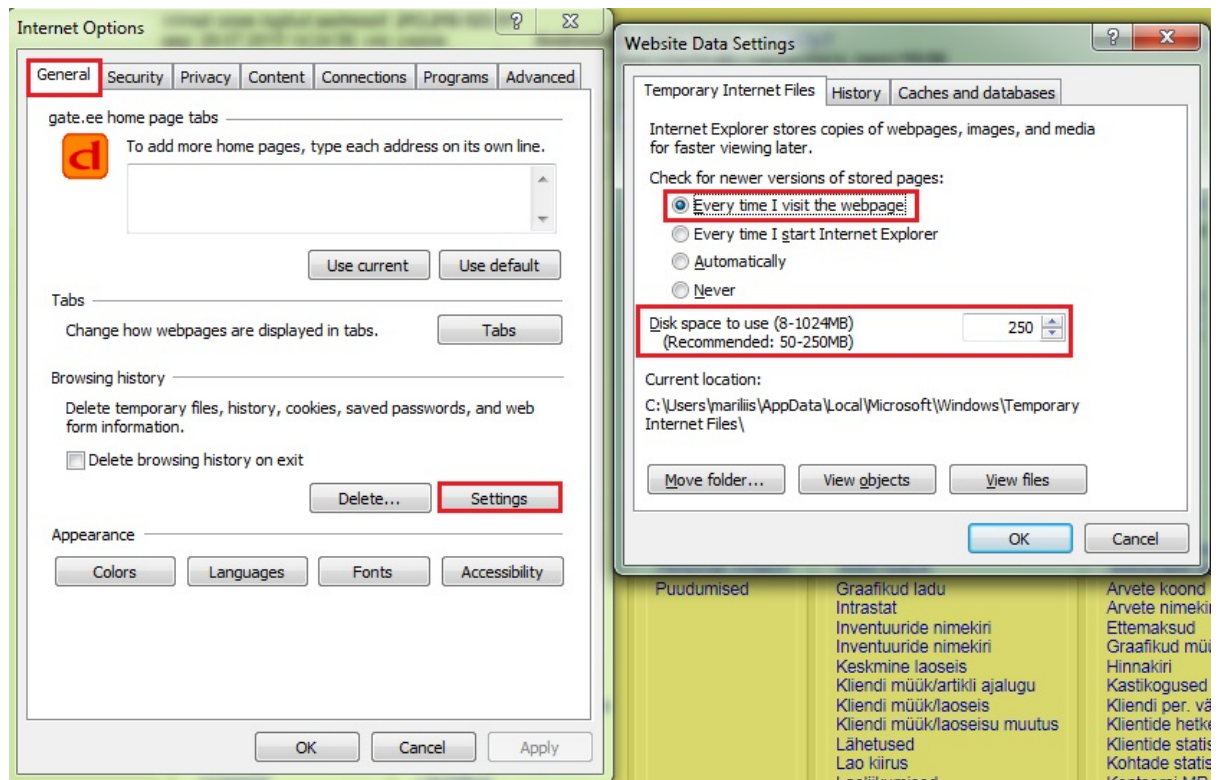 Internet Options
General
Security
Privacy
Content
Connections
Programs
Advanced
gate.ee home page tabs
d
To add more home pages, type each address on its own line.
Use current
Use default
Tabs
Change how webpages are displayed in tabs.
Tabs
Browsing history
Delete temporary files, history, cookies, saved passwords, and web
form information.
Delete browsing history on exit
Delete...
Settings
Appearance
Colors
Languages
Fonts
Accessibility
OK
Cancel
Apply
Website Data Settings
Temporary Internet Files
History
Caches and databases
Internet Explorer stores copies of webpages, images, and media
for faster viewing later.
Check for newer versions of stored pages:
Every time I visit the webpage
Every time I start Internet Explorer
Automatically
Never
Disk space to use (8-1024MB)
250
(Recommended: 50-250MB)
Current location:
C:\Users\mariliis\AppData\Local\Microsoft\Windows\Temporary
Internet Files\
Move folder...
View objects
View files
OK
Cancel
Puudumised
Graafikud ladu
Intrastat
Inventuuride nimekiri
Inventuuride nimekiri
Keskmine laoseis
Kliendi müük/artikli ajalugu
Kliendi müük/laoseis
Kliendi müük/laoseisu muutus
Lähetused
Lao kiirus
Arvete koond
Arvete
Ettemaksud
Graafikud
Hinnakiri
Kastikogused
Kliendi per.
Klientide
Klientide
Kohtade